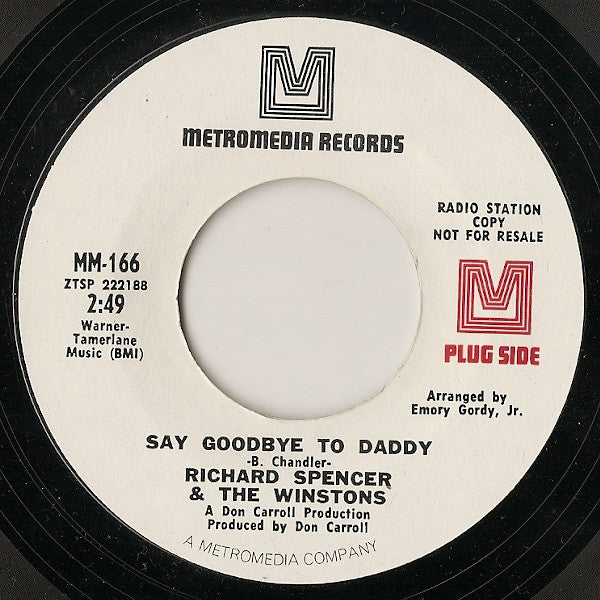 METROMEDIA RECORDS
RADIO STATION
COPY
NOT FOR RESALE
MM-166
ZTSP 222188
2:49
Warner-
Tamerlane
Music (BMI)
PLUG SIDE
Arranged by
Emory Gordy, Jr.
SAY GOODBYE TO DADDY
-B. Chandler-
RICHARD SPENCER
& THE WINSTONS
A Don Carroll Production
Produced by Don Carroll
A METROMEDIA COMPANY